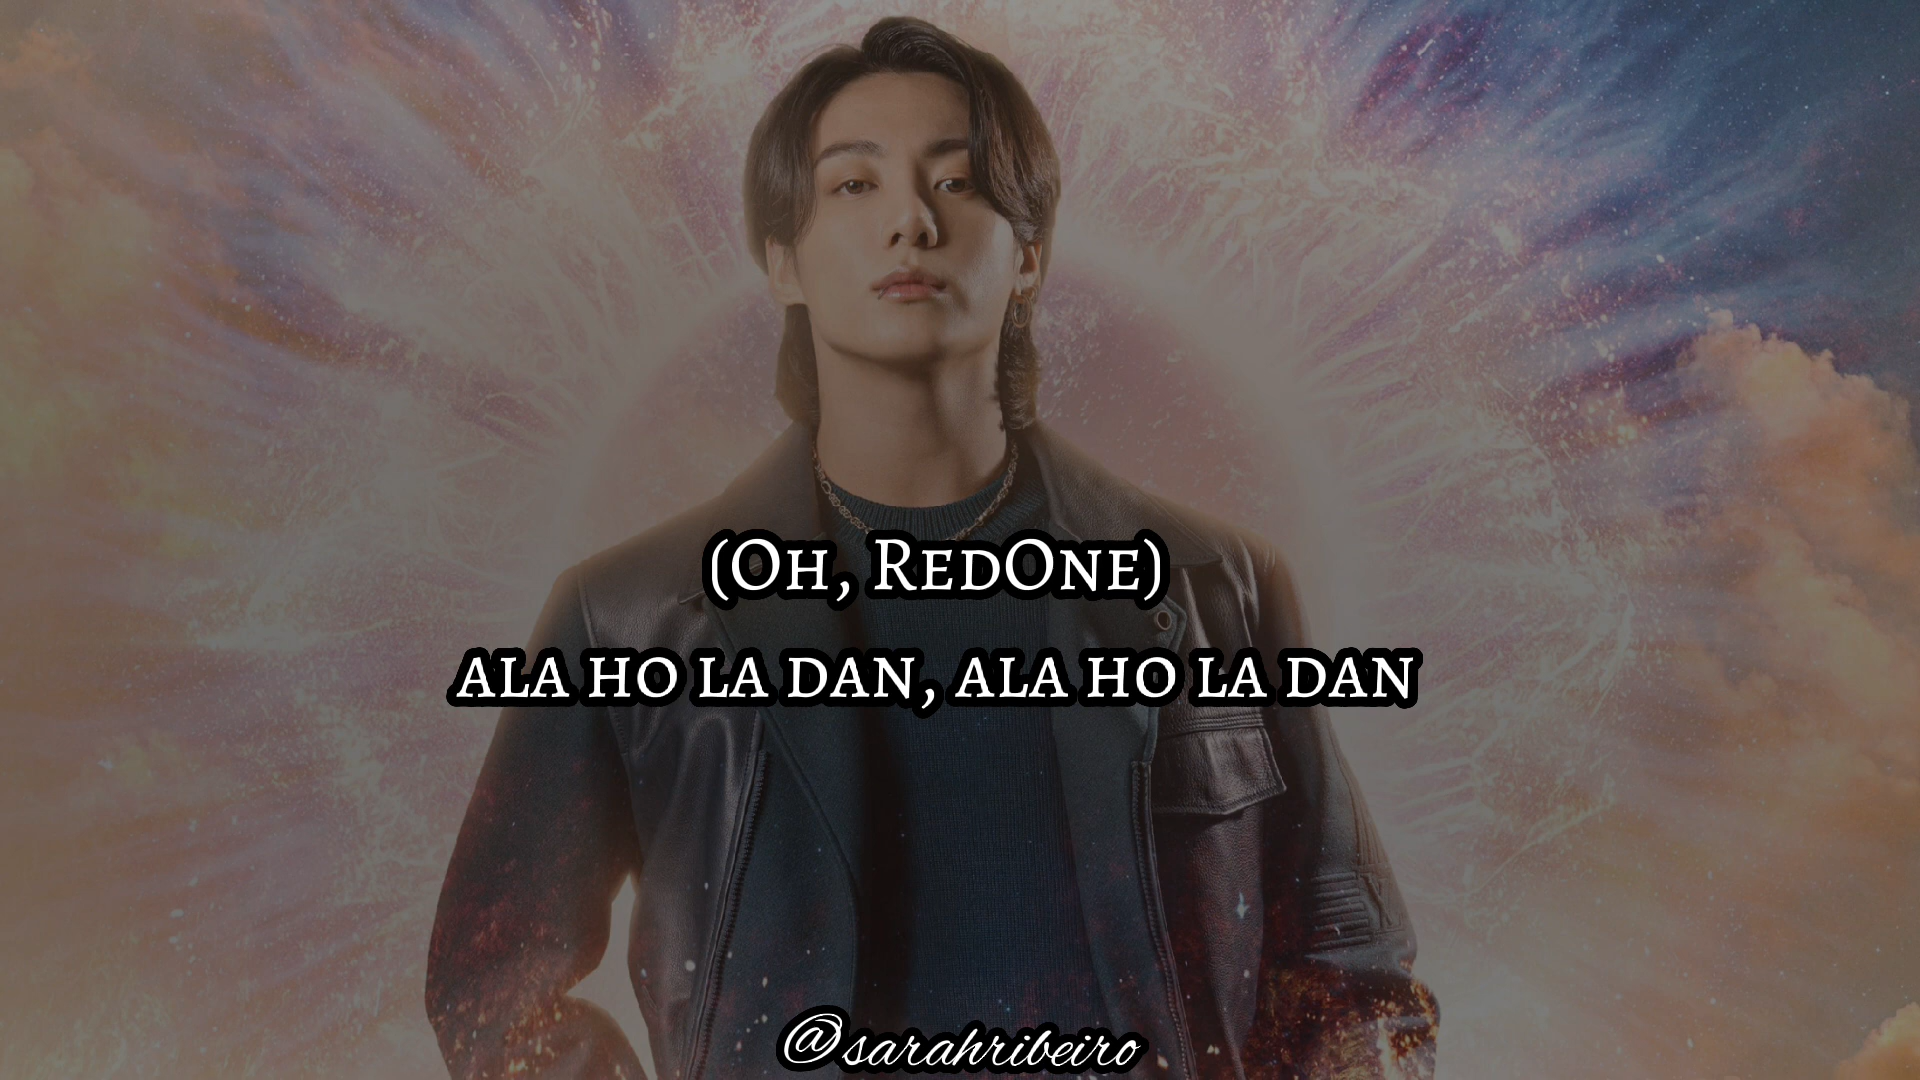 (Oh, RedOne)
ala ho la dan, ala ho la dan
@sarahribeiro